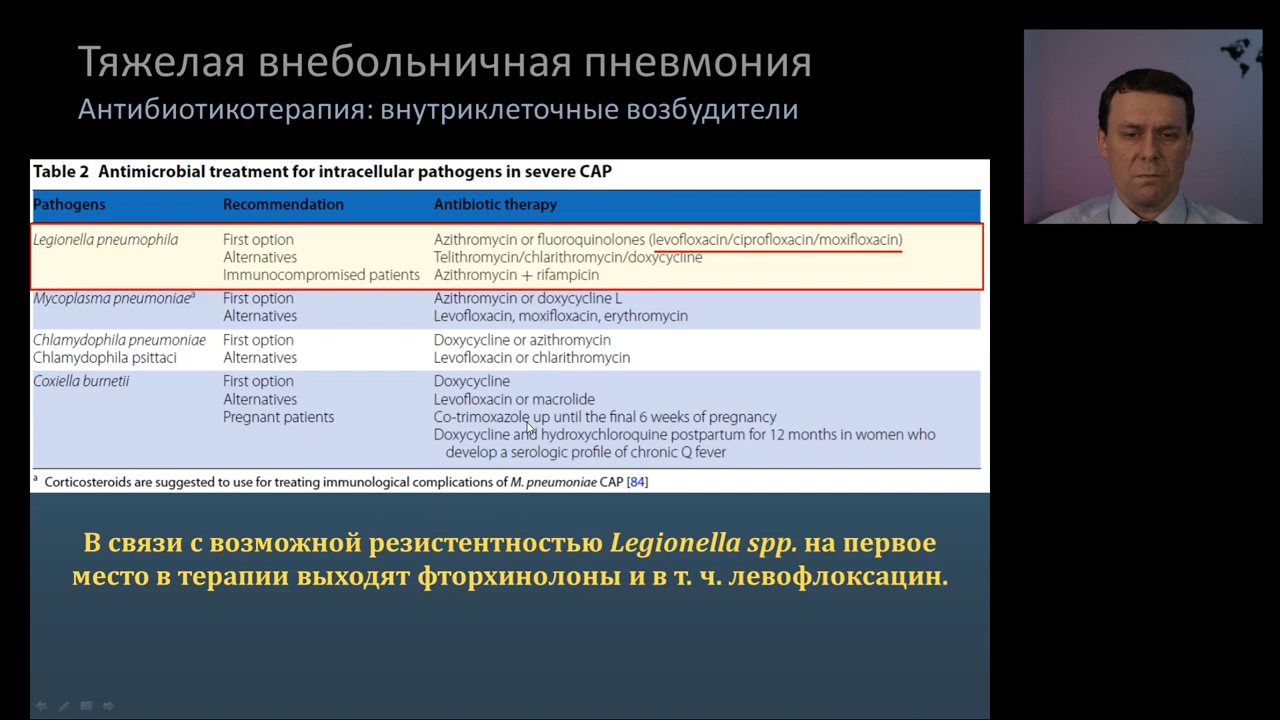 Тяжелая внебольничная пневмония
Антибиотикотерапия: внутриклеточные возбудители
Table 2 Antimicrobial treatment for intracellular pathogens in severe CAP
Pathogens Recommendation Antibiotic therapy
Legionella pneumophila First option Azithromycin or fluoroquinolones (levofloxacin/ciprofloxacin/moxifloxacin)
Alternatives Telithromycin/chlarithromycin/doxycycline
Immunocompromised patients Azithromycin + rifampicin
Mycoplasma pneumoniaeᵃ First option Azithromycin or doxycycline L
Alternatives Levofloxacin, moxifloxacin, erythromycin
Chlamydophila pneumoniae First option Doxycycline or azithromycin
Chlamydophila psittaci Alternatives Levofloxacin or chlarithromycin
Coxiella burnetii First option Doxycycline
Alternatives Levofloxacin or macrolide
Pregnant patients Co-trimoxazole up until the final 6 weeks of pregnancy
Doxycycline and hydroxychloroquine postpartum for 12 months in women who
develop a serologic profile of chronic Q fever
ᵃ Corticosteroids are suggested to use for treating immunological complications of M. pneumoniae CAP [84]
В связи с возможной резистентностью Legionella spp. на первое
место в терапии выходят фторхинолоны и в т. ч. левофлоксацин.